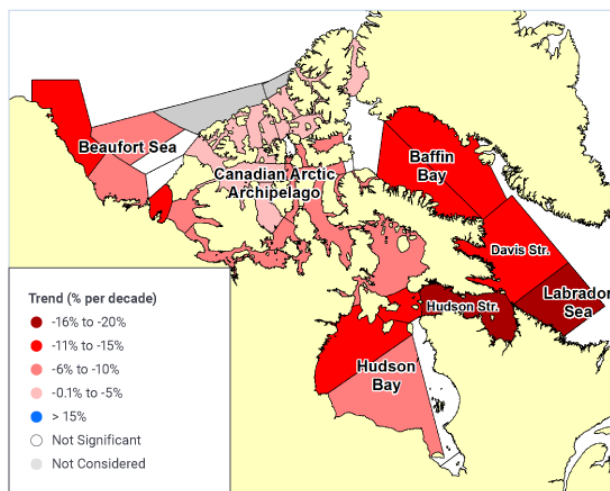 Beaufort Sea
Canadian Arctic
Archipelago
Baffin
Bay
Davis Str.
Labrador
Sea
Hudson Str.
Hudson
Bay
Trend (% per decade)
-16% to -20%
-11% to -15%
-6% to -10%
-0.1% to -5%
> 15%
Not Significant
Not Considered